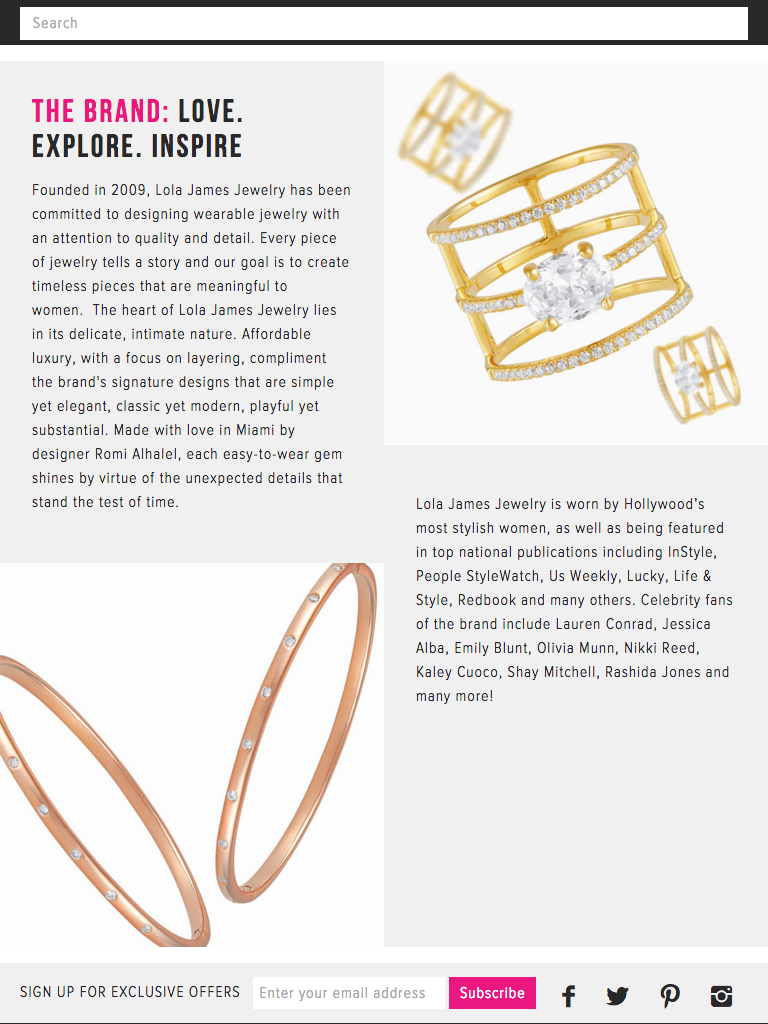 Search
THE BRAND: LOVE.
EXPLORE. INSPIRE
Founded in 2009, Lola James Jewelry has been
committed to designing wearable jewelry with
an attention to quality and detail. Every piece
of jewelry tells a story and our goal is to create
timeless pieces that are meaningful to
women.  The heart of Lola James Jewelry lies
in its delicate, intimate nature. Affordable
luxury, with a focus on layering, compliment
the brand's signature designs that are simple
yet elegant, classic yet modern, playful yet
substantial. Made with love in Miami by
designer Romi Alhalel, each easy-to-wear gem
shines by virtue of the unexpected details that
stand the test of time.
Lola James Jewelry is worn by Hollywood's
most stylish women, as well as being featured
in top national publications including InStyle,
People StyleWatch, Us Weekly, Lucky, Life &
Style, Redbook and many others. Celebrity fans
of the brand include Lauren Conrad, Jessica
Alba, Emily Blunt, Olivia Munn, Nikki Reed,
Kaley Cuoco, Shay Mitchell, Rashida Jones and
many more!
SIGN UP FOR EXCLUSIVE OFFERS Enter your email address Subscribe